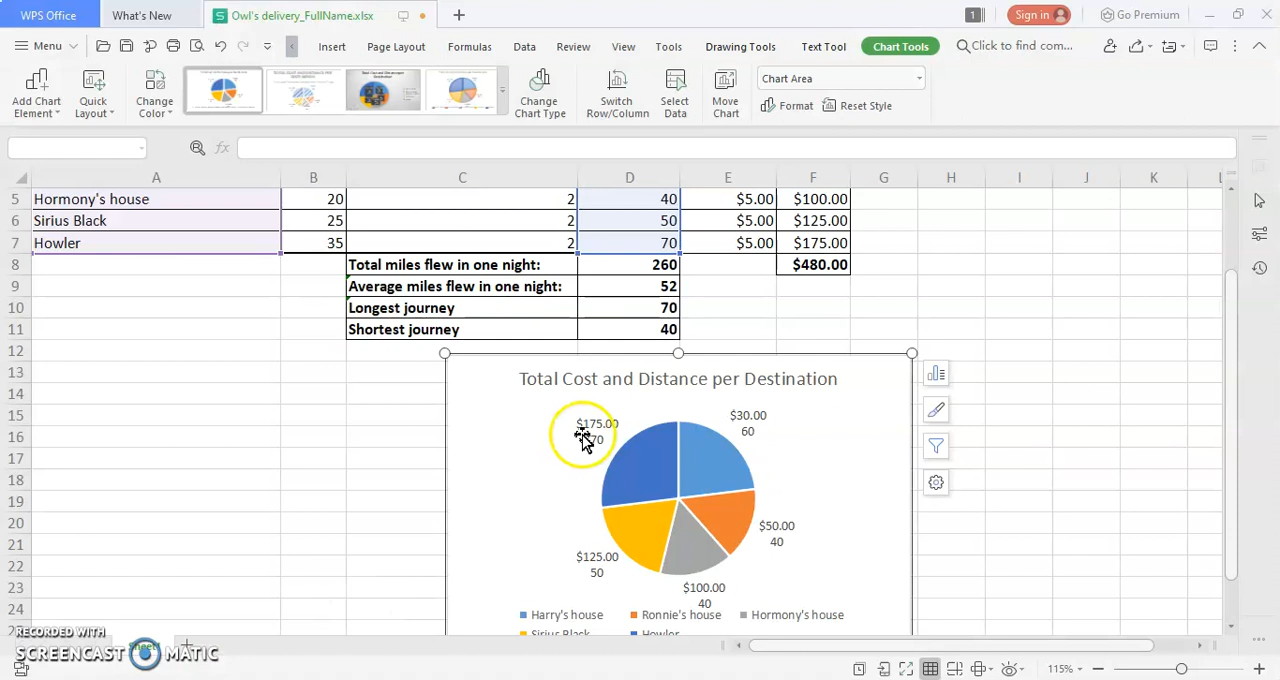 WPS Office What's New Owl's delivery_FullName.xlsx 1 Sign in Go Premium
Menu Insert Page Layout Formulas Data Review View Tools Drawing Tools Text Tool Chart Tools Click to find com...
Add Chart Element Quick Layout Change Color Change Chart Type Switch Row/Column Select Data Move Chart Chart Area
Format Reset Style
fx
A B C D E F G H I J K L
5 Hormony's house 20 2 40 $5.00 $100.00
6 Sirius Black 25 2 50 $5.00 $125.00
7 Howler 35 2 70 $5.00 $175.00
8 Total miles flew in one night: 260 $480.00
9 Average miles flew in one night: 52
10 Longest journey 70
11 Shortest journey 40
12
13 Total Cost and Distance per Destination
14
15 $175.00 $30.00
16 70 60
17
18
19
20
21 $50.00
40
22 $125.00
50
23 $100.00
24 40
Harry's house Ronnie's house Hormony's house
Sirius Black Howler
RECORDED WITH
SCREENCAST MATIC
Sheet1
115%